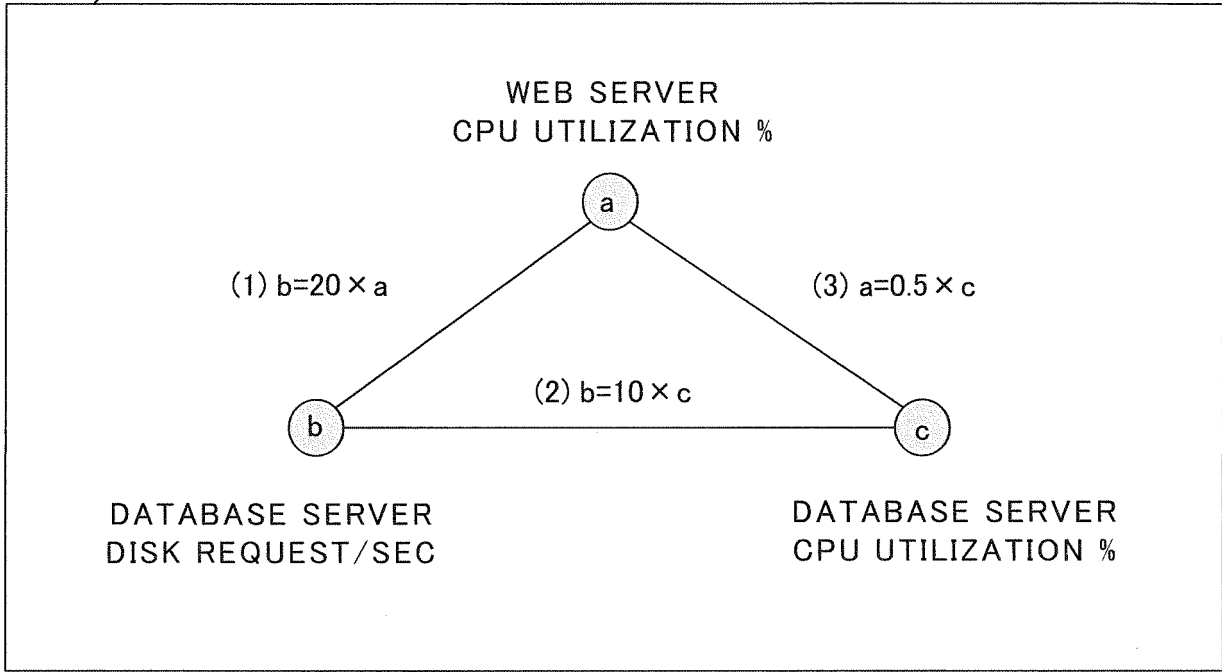 WEB SERVER
CPU UTILIZATION %
a
(1) b=20×a
(3) a=0.5×c
(2) b=10×c
b
c
DATABASE SERVER
DISK REQUEST/SEC
DATABASE SERVER
CPU UTILIZATION %